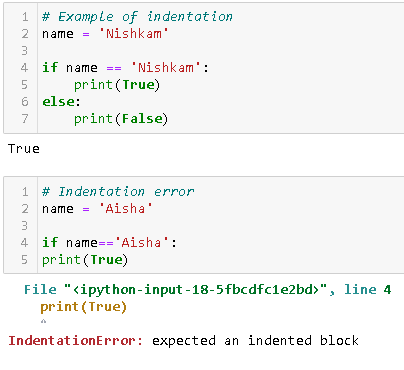 1 # Example of indentation
2 name = 'Nishkam'
3
4 if name == 'Nishkam':
5     print(True)
6 else:
7     print(False)
True
1 # Indentation error
2 name = 'Aisha'
3
4 if name=='Aisha':
5 print(True)
  File "<ipython-input-18-5fbcdfc1e2bd>", line 4
    print(True)
    ^
IndentationError: expected an indented block